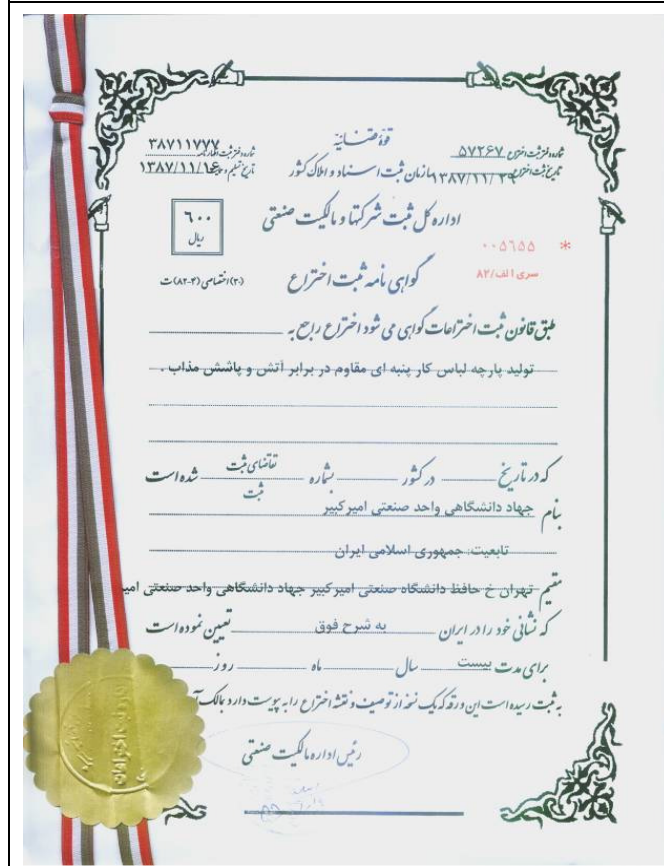 قوهٔ قضائیه
شماره دفتر ثبت اختراع ۵۷۲۶۷
شماره دفتر ثبت اظهارنامه ۳۸۷۱۱۷۷۷
تاریخ ثبت اختراع ۱۳۸۷/۱۱/۲۹
سازمان ثبت اسناد و املاک کشور
تاریخ تسلیم ۱۳۸۷/۱۱/۱۶
اداره کل ثبت شرکتها و مالکیت صنعتی
۶۰۰
ریال
* ۰۰۵۶۵۵
سری الف/۸۲
گواهی نامه ثبت اختراع
(۳۰) اختصاصی (۴-۸۲) ث
طبق قانون ثبت اختراعات گواهی می شود اختراع راجع به
تولید پارچه لباس کار پنبه ای مقاوم در برابر آتش و پاشش مذاب .
که در تاریخ در کشور بشماره تقاضای ثبت شده است
ثبت
بنام جهاد دانشگاهی واحد صنعتی امیرکبیر
تابعیت: جمهوری اسلامی ایران
مقیم تهران خ حافظ دانشگاه صنعتی امیرکبیر جهاد دانشگاهی واحد صنعتی امیر
که نشانی خود را در ایران به شرح فوق تعیین نموده است
برای مدت بیست سال ماه روز
به ثبت رسیده است این ورقه که یک نسخه از توصیف و نقشه اختراع را به پیوست دارد بمالک آ
رئیس اداره مالکیت صنعتی